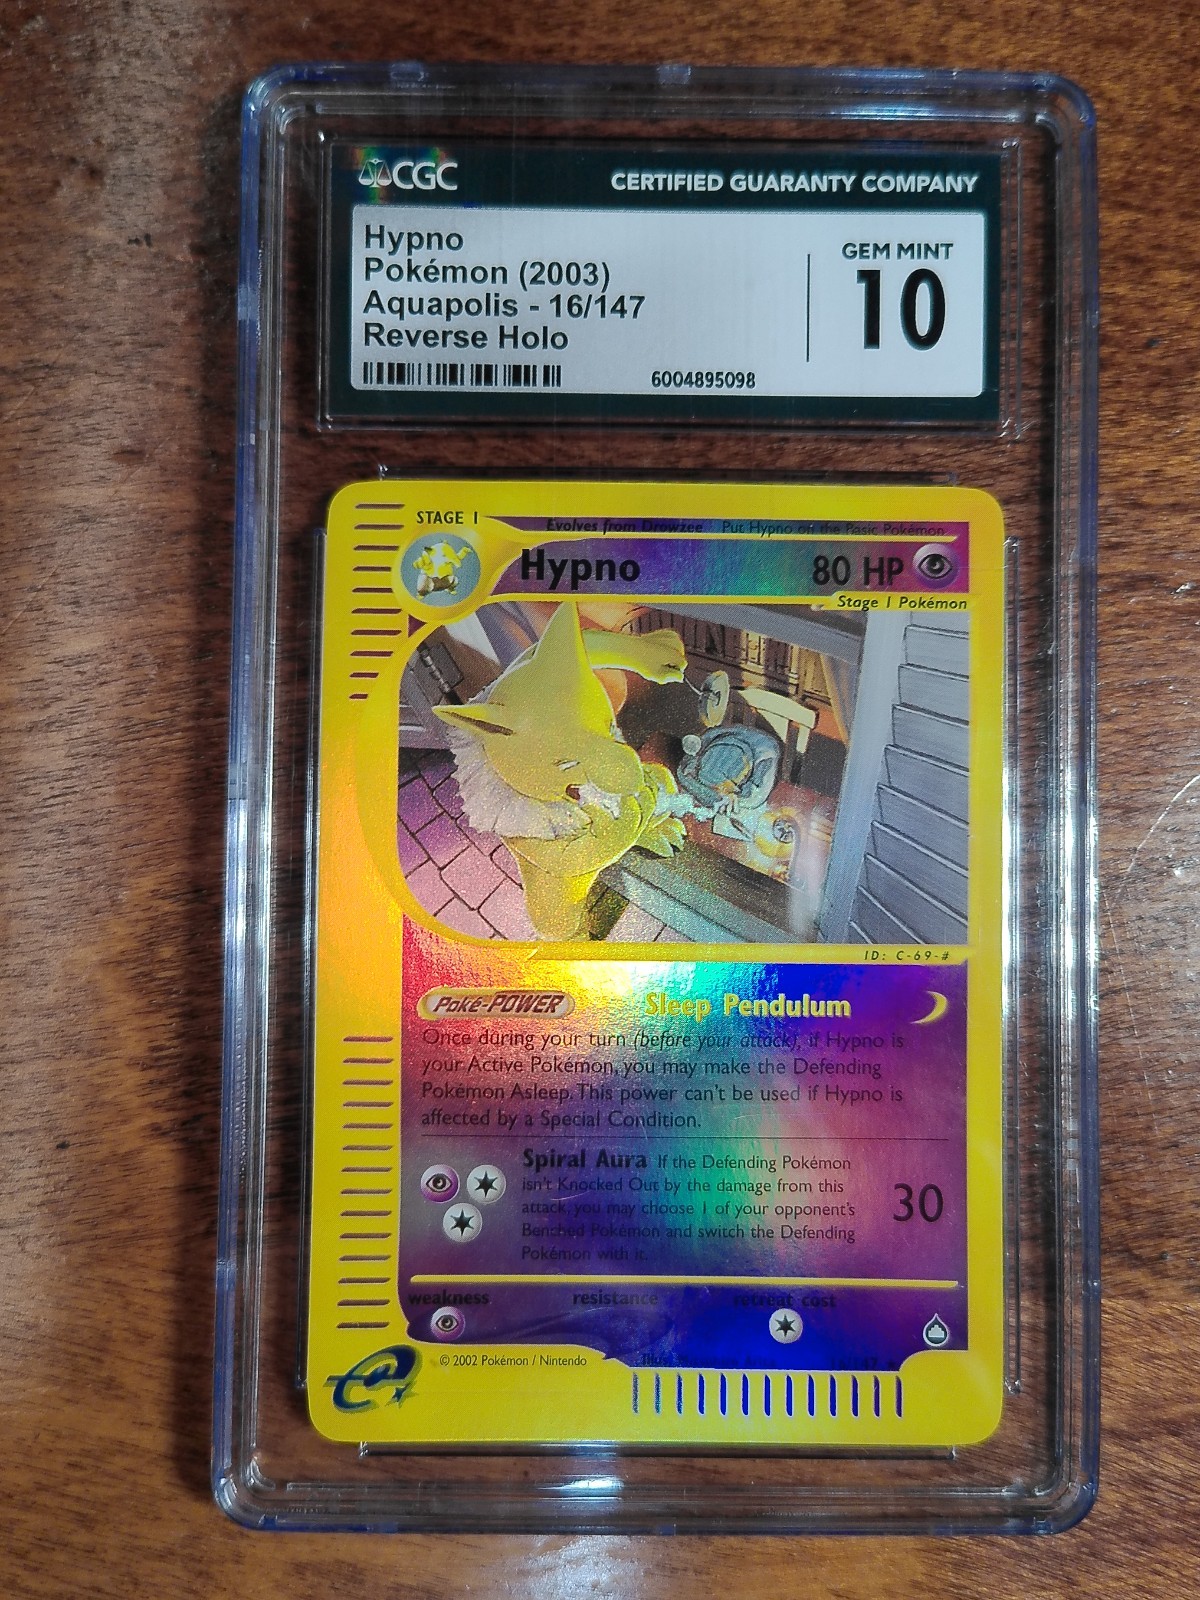 CGC
CERTIFIED GUARANTY COMPANY
Hypno
Pokémon (2003)
Aquapolis - 16/147
Reverse Holo
GEM MINT
10
6004895098
STAGE 1
Evolves from Drowzee Put Hypno on the Basic Pokémon
Hypno 80 HP
Stage 1 Pokémon
ID: C-69-#
Poké-POWER Sleep Pendulum
Once during your turn (before your attack), if Hypno is
your Active Pokémon, you may make the Defending
Pokémon Asleep. This power can't be used if Hypno is
affected by a Special Condition.
Spiral Aura If the Defending Pokémon
isn't Knocked Out by the damage from this
attack, you may choose 1 of your opponent's
Benched Pokémon and switch the Defending
Pokémon with it.
30
weakness resistance retreat cost
© 2002 Pokémon / Nintendo
Illus.
16/147
e